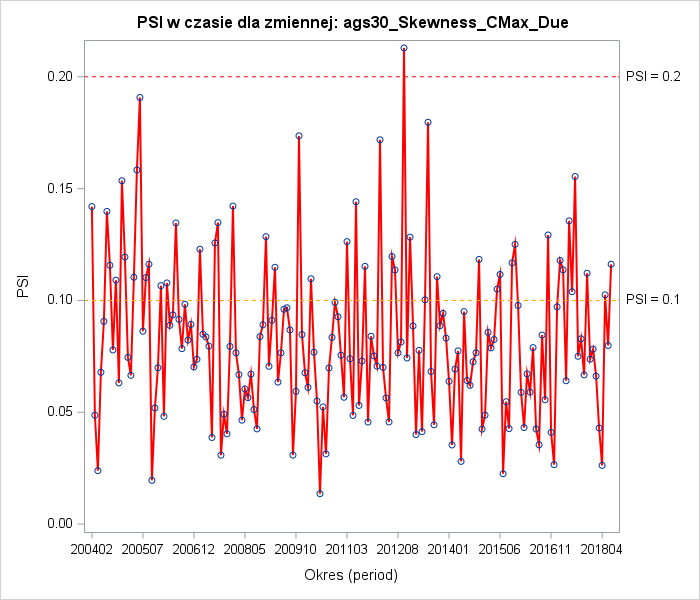 PSI w czasie dla zmiennej: ags30_Skewness_CMax_Due
0.20
PSI = 0.2
0.15
PSI
0.10
PSI = 0.1
0.05
0.00
200402 200507 200612 200805 200910 201103 201208 201401 201506 201611 201804
Okres (period)